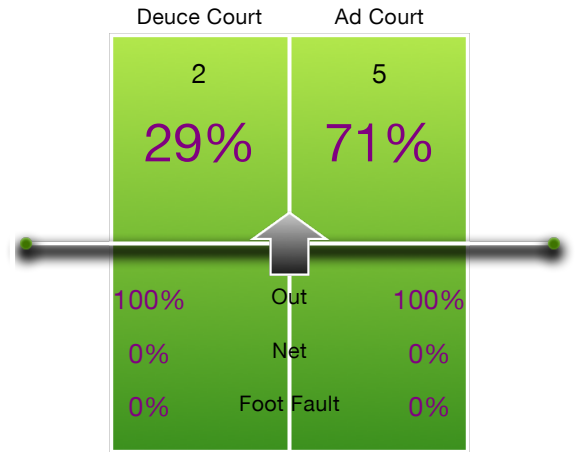 Deuce Court Ad Court
2 5
29% 71%
100% Out 100%
0% Net 0%
0% Foot Fault 0%